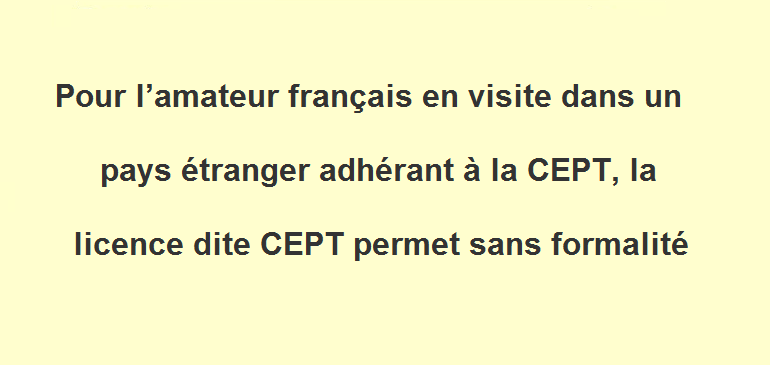 Pour l’amateur français en visite dans un
pays étranger adhérant à la CEPT, la
licence dite CEPT permet sans formalité